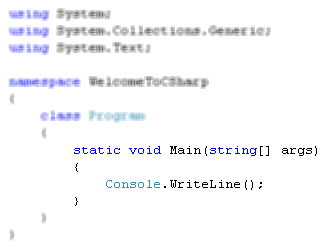 using System;
using System.Collections.Generic;
using System.Text;
namespace WelcomeToCSharp
{
class Program
{
static void Main(string[] args)
{
Console.WriteLine();
}
}
}